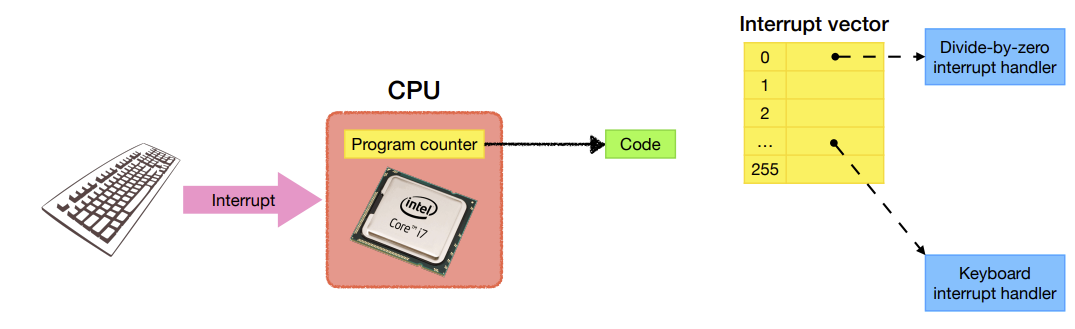 Interrupt
CPU
Program counter
intel
Core™ i7
Code
Interrupt vector
0
1
2
...
255
Divide-by-zero
interrupt handler
Keyboard
interrupt handler